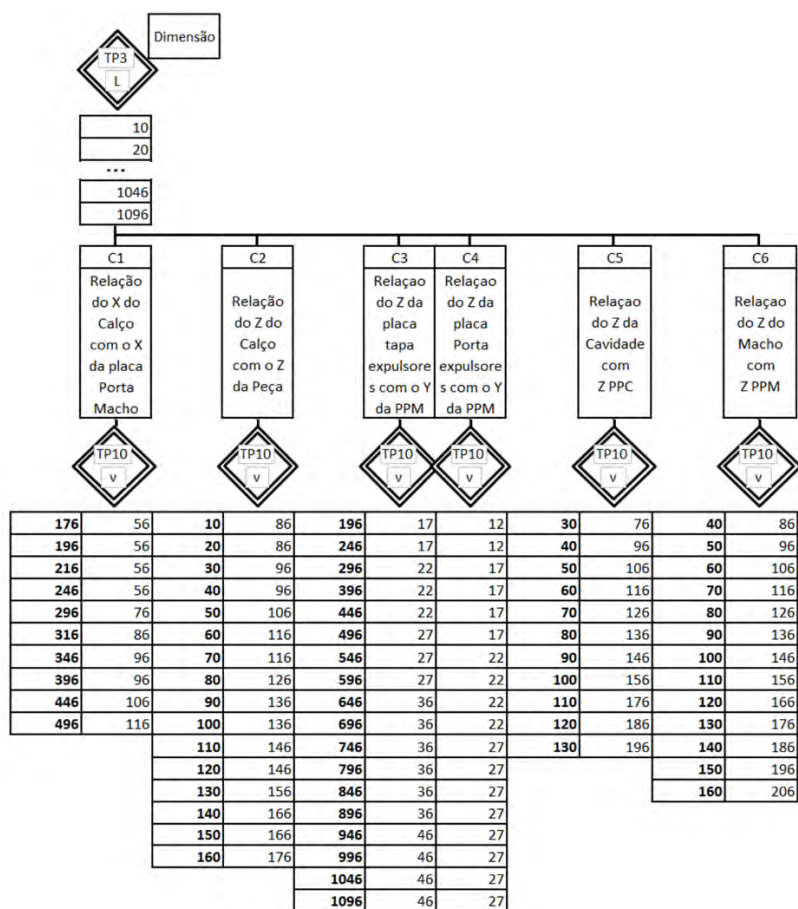 Dimensão
TP3
L
10
20
...
1046
1096
C1 C2 C3 C4 C5 C6
Relação
do X do
Calço
com o X
da placa
Porta
Macho
Relação
do Z do
Calço
com o Z
da Peça
Relaçao
do Z da
placa
tapa
expulsore
s com o Y
da PPM
Relaçao
do Z da
placa
Porta
expulsore
s com o Y
da PPM
Relaçao
do Z da
Cavidade
com
Z PPC
Relaçao
do Z do
Macho
com
Z PPM
TP10 TP10 TP10 TP10 TP10 TP10
v v v v v v
176 56 10 86 196 17 12 30 76 40 86
196 56 20 86 246 17 12 40 96 50 96
216 56 30 96 296 22 17 50 106 60 106
246 56 40 96 396 22 17 60 116 70 116
296 76 50 106 446 22 17 70 126 80 126
316 86 60 116 496 27 17 80 136 90 136
346 96 70 116 546 27 22 90 146 100 146
396 96 80 126 596 27 22 100 156 110 156
446 106 90 136 646 36 22 110 176 120 166
496 116 100 136 696 36 22 120 186 130 176
110 146 746 36 27 130 196 140 186
120 146 796 36 27 150 196
130 156 846 36 27 160 206
140 166 896 36 27
150 166 946 46 27
160 176 996 46 27
1046 46 27
1096 46 27